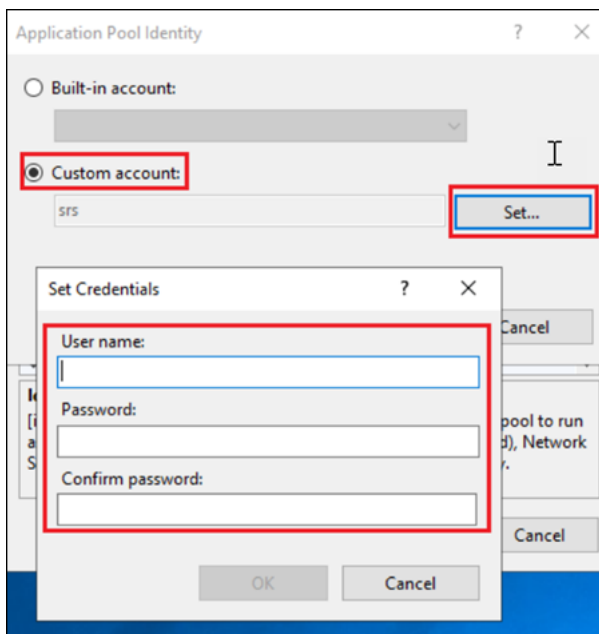 Application Pool Identity
Built-in account:
Custom account:
srs
Set...
Set Credentials
Cancel
User name:
Password:
pool to run
d), Network
Confirm password:
Cancel
OK
Cancel